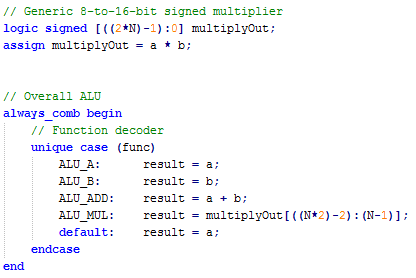 // Generic 8-to-16-bit signed multiplier
logic signed [((2*N)-1):0] multiplyOut;
assign multiplyOut = a * b;
// Overall ALU
always_comb begin
// Function decoder
unique case (func)
ALU_A: result = a;
ALU_B: result = b;
ALU_ADD: result = a + b;
ALU_MUL: result = multiplyOut[((N*2)-2):(N-1)];
default: result = a;
endcase
end